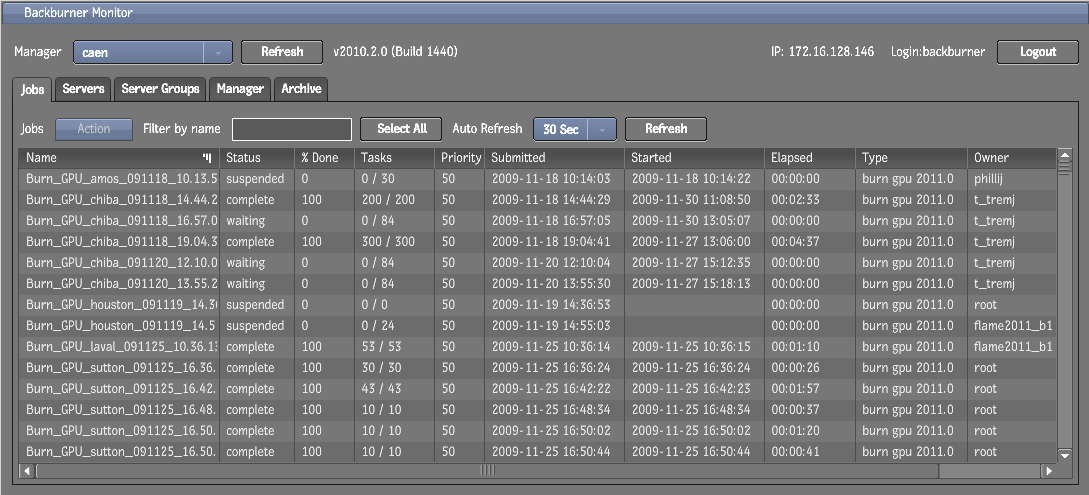 Backburner Monitor
Manager caen Refresh v2010.2.0 (Build 1440) IP: 172.16.128.146 Login:backburner Logout
Jobs Servers Server Groups Manager Archive
Jobs Action Filter by name Select All Auto Refresh 30 Sec Refresh
Name Status % Done Tasks Priority Submitted Started Elapsed Type Owner
Burn_GPU_amos_091118_10.13.5 suspended 0 0 / 30 50 2009-11-18 10:14:03 2009-11-18 10:14:22 00:00:00 burn gpu 2011.0 phillij
Burn_GPU_chiba_091118_14.44.2 complete 100 200 / 200 50 2009-11-18 14:44:29 2009-11-30 11:08:50 00:02:33 burn gpu 2011.0 t_tremj
Burn_GPU_chiba_091118_16.57.0 waiting 0 0 / 84 50 2009-11-18 16:57:05 2009-11-30 13:05:07 00:00:00 burn gpu 2011.0 t_tremj
Burn_GPU_chiba_091118_19.04.3 complete 100 300 / 300 50 2009-11-18 19:04:41 2009-11-27 13:06:00 00:04:37 burn gpu 2011.0 t_tremj
Burn_GPU_chiba_091120_12.10.0 waiting 0 0 / 84 50 2009-11-20 12:10:04 2009-11-27 15:12:35 00:00:00 burn gpu 2011.0 t_tremj
Burn_GPU_chiba_091120_13.55.2 waiting 0 0 / 84 50 2009-11-20 13:55:30 2009-11-27 15:18:13 00:00:00 burn gpu 2011.0 t_tremj
Burn_GPU_houston_091119_14.3 suspended 0 0 / 0 50 2009-11-19 14:36:53 00:00:00 burn gpu 2011.0 root
Burn_GPU_houston_091119_14.5 suspended 0 0 / 24 50 2009-11-19 14:55:03 00:00:00 burn gpu 2011.0 flame2011_b1
Burn_GPU_laval_091125_10.36.13 complete 100 53 / 53 50 2009-11-25 10:36:14 2009-11-25 10:36:15 00:01:10 burn gpu 2011.0 flame2011_b1
Burn_GPU_sutton_091125_16.36. complete 100 30 / 30 50 2009-11-25 16:36:24 2009-11-25 16:36:24 00:00:26 burn gpu 2011.0 root
Burn_GPU_sutton_091125_16.42. complete 100 43 / 43 50 2009-11-25 16:42:22 2009-11-25 16:42:23 00:01:57 burn gpu 2011.0 root
Burn_GPU_sutton_091125_16.48. complete 100 10 / 10 50 2009-11-25 16:48:34 2009-11-25 16:48:34 00:00:37 burn gpu 2011.0 root
Burn_GPU_sutton_091125_16.50. complete 100 10 / 10 50 2009-11-25 16:50:02 2009-11-25 16:50:02 00:01:20 burn gpu 2011.0 root
Burn_GPU_sutton_091125_16.50. complete 100 10 / 10 50 2009-11-25 16:50:44 2009-11-25 16:50:44 00:00:41 burn gpu 2011.0 root